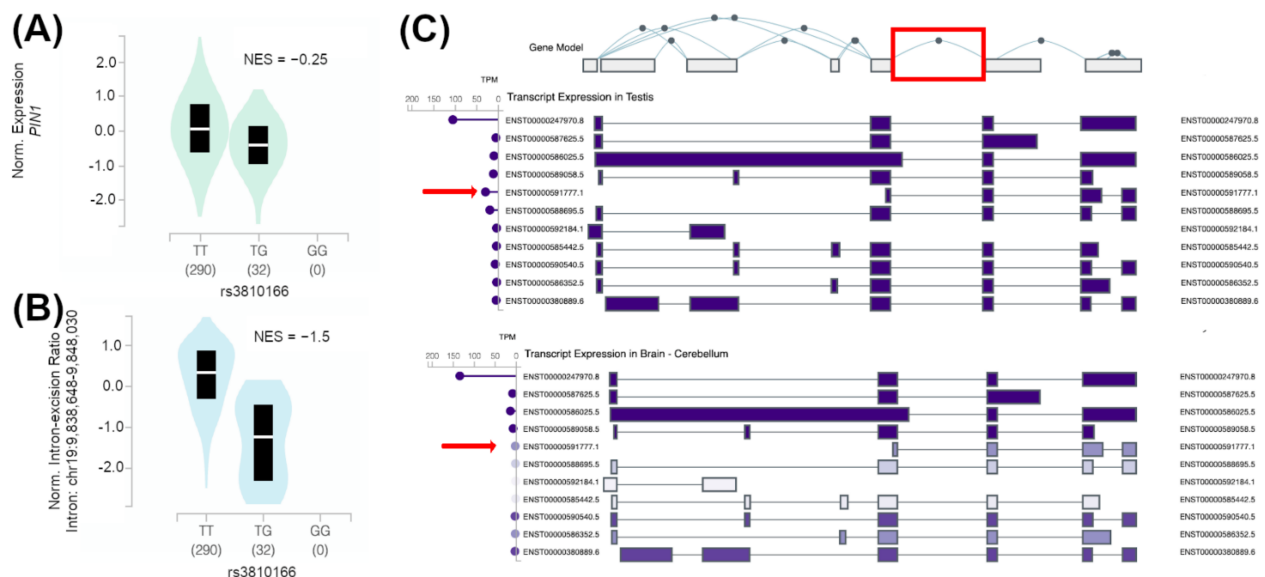 (A)
NES = −0.25
Norm. Expression
PIN1
2.0
1.0
0.0
-1.0
-2.0
TT
TG
GG
(290)
(32)
(0)
rs3810166
(B)
NES = −1.5
Norm. Intron-excision Ratio
Intron: chr19:9,838,648-9,848,030
1.0
0.0
-1.0
-2.0
TT
TG
GG
(290)
(32)
(0)
rs3810166
(C)
Gene Model
TPM
200 150 100 50 0
Transcript Expression in Testis
ENST00000247970.8 ENST00000247970.8
ENST00000587625.5 ENST00000587625.5
ENST00000586025.5 ENST00000586025.5
ENST00000589058.5 ENST00000589058.5
ENST00000591777.1 ENST00000591777.1
ENST00000588695.5 ENST00000588695.5
ENST00000592184.1 ENST00000592184.1
ENST00000585442.5 ENST00000585442.5
ENST00000590540.5 ENST00000590540.5
ENST00000586352.5 ENST00000586352.5
ENST00000380889.6 ENST00000380889.6
TPM
200 150 100 50 0
Transcript Expression in Brain - Cerebellum
ENST00000247970.8 ENST00000247970.8
ENST00000587625.5 ENST00000587625.5
ENST00000586025.5 ENST00000586025.5
ENST00000589058.5 ENST00000589058.5
ENST00000591777.1 ENST00000591777.1
ENST00000588695.5 ENST00000588695.5
ENST00000592184.1 ENST00000592184.1
ENST00000585442.5 ENST00000585442.5
ENST00000590540.5 ENST00000590540.5
ENST00000586352.5 ENST00000586352.5
ENST00000380889.6 ENST00000380889.6